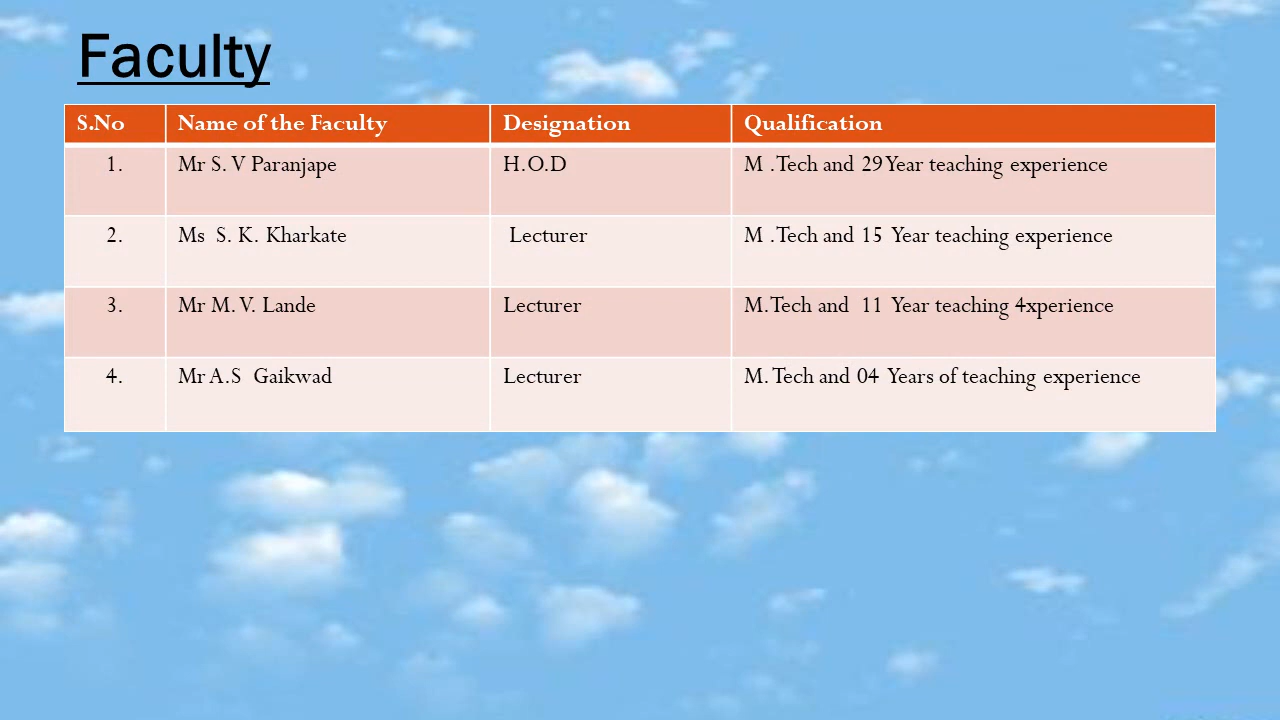 Faculty
S.No Name of the Faculty Designation Qualification
1. Mr S. V Paranjape H.O.D M .Tech and 29 Year teaching experience
2. Ms S. K. Kharkate Lecturer M .Tech and 15 Year teaching experience
3. Mr M. V. Lande Lecturer M.Tech and 11 Year teaching 4xperience
4. Mr A.S Gaikwad Lecturer M. Tech and 04 Years of teaching experience